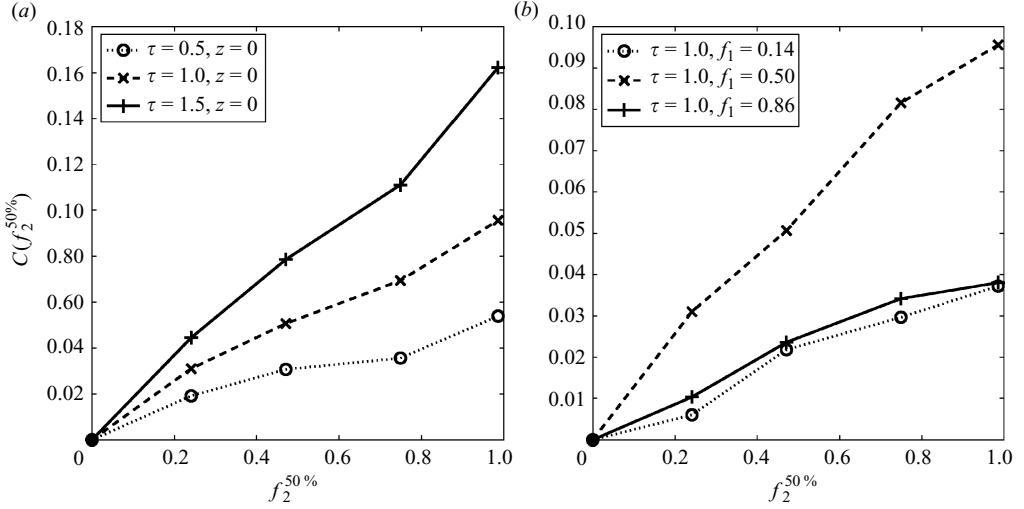 (a)
0.18
0.16
0.14
0.12
0.10
0.80
0.60
0.04
0.02
0
0.2
0.4
0.6
0.8
1.0
C(f₂^50%)
f₂^50 %
τ = 0.5, z = 0
τ = 1.0, z = 0
τ = 1.5, z = 0
(b)
0.10
0.09
0.08
0.07
0.06
0.05
0.04
0.03
0.02
0.01
0
0.2
0.4
0.6
0.8
1.0
f₂^50 %
τ = 1.0, f₁ = 0.14
τ = 1.0, f₁ = 0.50
τ = 1.0, f₁ = 0.86